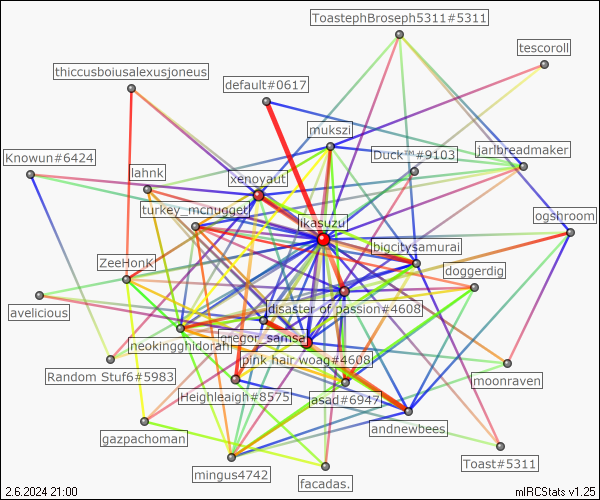 ToastephBroseph5311#5311
tescoroll
thiccusboiusalexusjoneus
default#0617
mukszi
Duck™#9103
jarlbreadmaker
Knowun#6424
lahnk
xenoyaut
turkey_mcnugget
ikasuzu
ogshroom
bigcitysamurai
ZeeHonK
doggerdig
avelicious
disaster of passion#4608
gregor_samsa
neokingghidorah
pink hair woag#4608
Random Stuf6#5983
moonraven
Heighleaigh#8575
asad#6947
andnewbees
gazpachoman
Toast#5311
mingus4742
facadas.
2.6.2024 21:00
mIRCStats v1.25